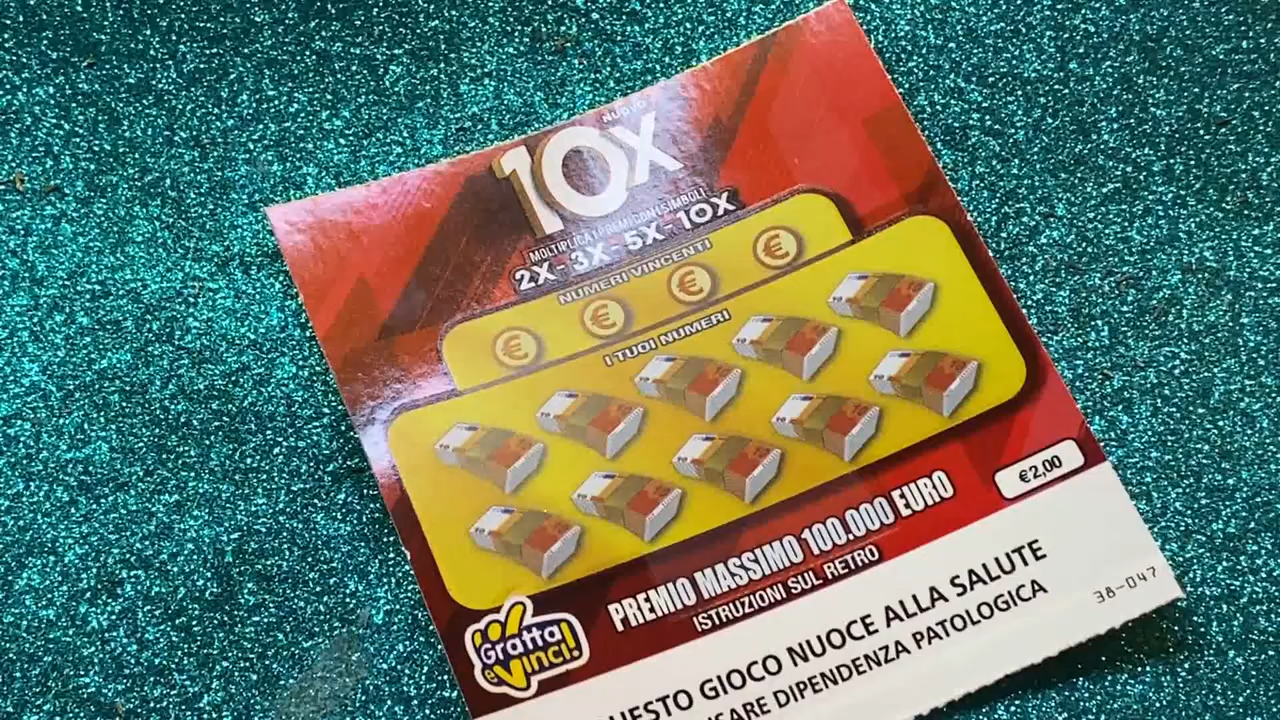 NUOVO
10X
MOLTIPLICA I PREMI CON I SIMBOLI
2X - 3X - 5X - 10X
NUMERI VINCENTI
€ € € €
I TUOI NUMERI
€2,00
PREMIO MASSIMO 100.000 EURO
ISTRUZIONI SUL RETRO
Gratta
e Vinci!
38-047
GIOCO NUOCE ALLA SALUTE
DIPENDENZA PATOLOGICA